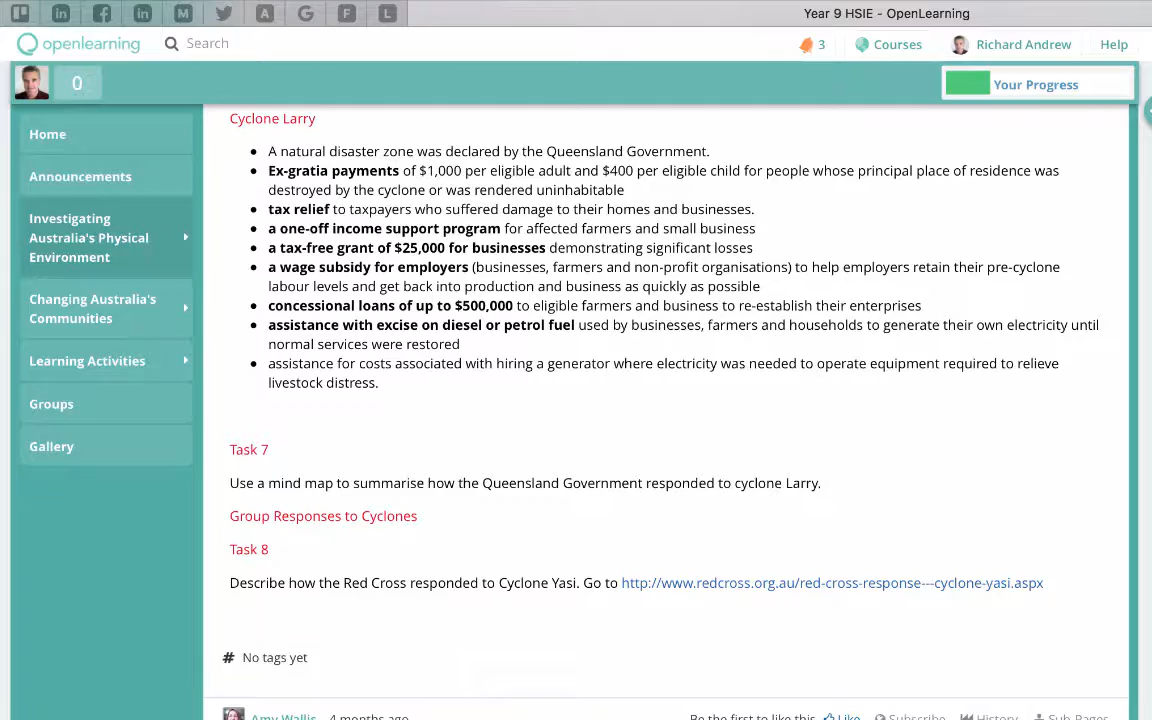 Year 9 HSIE - OpenLearning
openlearning Search 3 Courses Richard Andrew Help
0 Your Progress
Home
Announcements
Investigating
Australia's Physical
Environment
Changing Australia's
Communities
Learning Activities
Groups
Gallery
Cyclone Larry
A natural disaster zone was declared by the Queensland Government.
Ex-gratia payments of $1,000 per eligible adult and $400 per eligible child for people whose principal place of residence was
destroyed by the cyclone or was rendered uninhabitable
tax relief to taxpayers who suffered damage to their homes and businesses.
a one-off income support program for affected farmers and small business
a tax-free grant of $25,000 for businesses demonstrating significant losses
a wage subsidy for employers (businesses, farmers and non-profit organisations) to help employers retain their pre-cyclone
labour levels and get back into production and business as quickly as possible
concessional loans of up to $500,000 to eligible farmers and business to re-establish their enterprises
assistance with excise on diesel or petrol fuel used by businesses, farmers and households to generate their own electricity until
normal services were restored
assistance for costs associated with hiring a generator where electricity was needed to operate equipment required to relieve
livestock distress.
Task 7
Use a mind map to summarise how the Queensland Government responded to cyclone Larry.
Group Responses to Cyclones
Task 8
Describe how the Red Cross responded to Cyclone Yasi. Go to http://www.redcross.org.au/red-cross-response---cyclone-yasi.aspx
# No tags yet
Amy Wallis 4 months ago Be the first to like this Like Subscribe History Sub-Pages